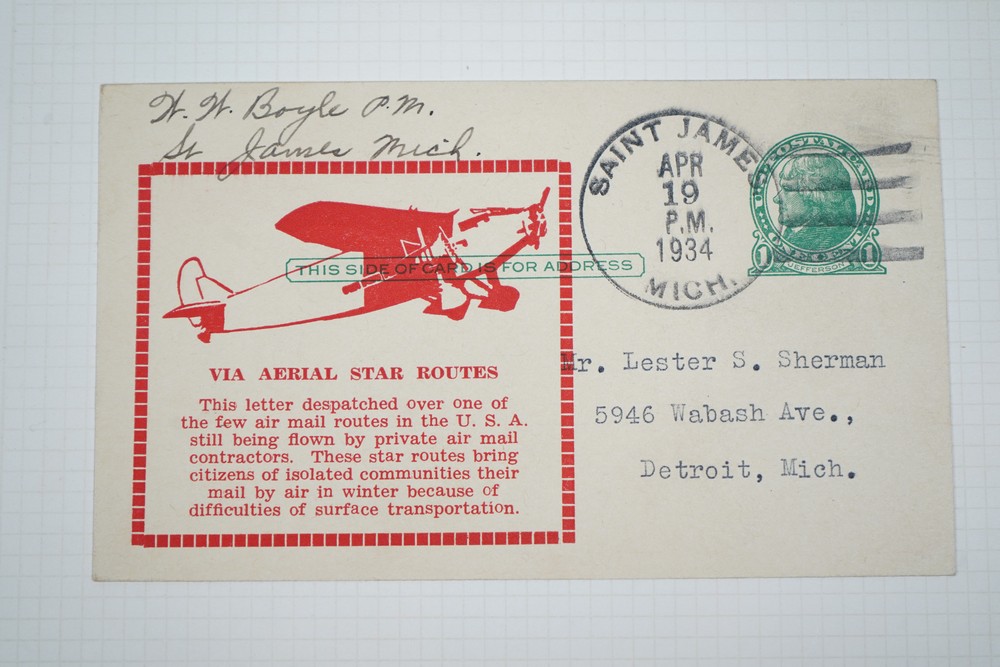 W. W. Boyle P.M.
St James Mich.
SAINT JAMES
APR
19
P.M.
1934
MICH.
U.S. POSTAL CARD
ONE CENT
1 JEFFERSON 1
THIS SIDE OF CARD IS FOR ADDRESS
VIA AERIAL STAR ROUTES
This letter despatched over one of
the few air mail routes in the U. S. A.
still being flown by private air mail
contractors. These star routes bring
citizens of isolated communities their
mail by air in winter because of
difficulties of surface transportation.
Mr. Lester S. Sherman
5946 Wabash Ave.,
Detroit, Mich.